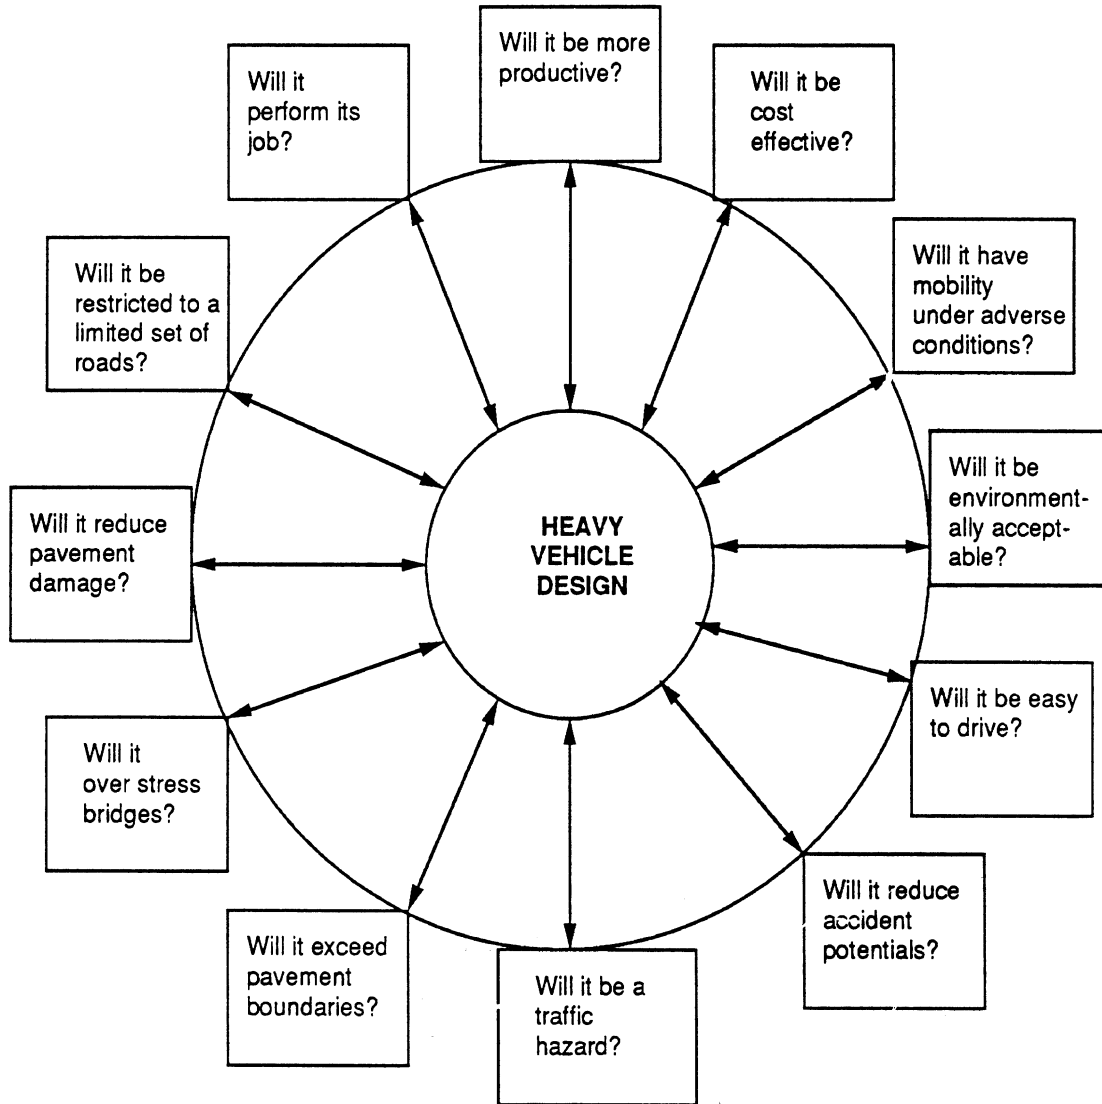 Will it be more
productive?
Will it be
cost
effective?
Will it have
mobility
under adverse
conditions?
Will it be
environment-
ally accept-
able?
Will it be easy
to drive?
Will it reduce
accident
potentials?
Will it be a
traffic
hazard?
Will it exceed
pavement
boundaries?
Will it
over stress
bridges?
Will it reduce
pavement
damage?
Will it be
restricted to a
limited set of
roads?
Will it
perform its
job?
HEAVY
VEHICLE
DESIGN